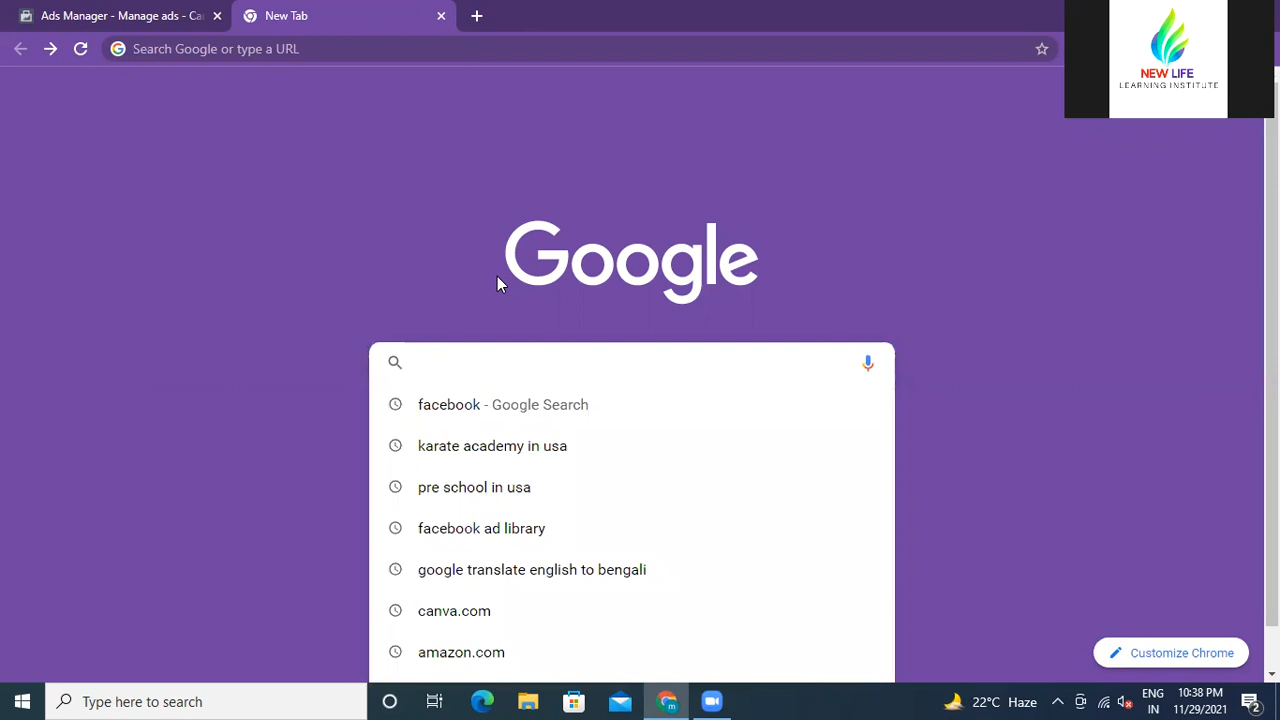 Ads Manager - Manage ads - Ca
New Tab
Search Google or type a URL
NEW LIFE
LEARNING INSTITUTE
Google
facebook - Google Search
karate academy in usa
pre school in usa
facebook ad library
google translate english to bengali
canva.com
amazon.com
Customize Chrome
Type here to search
22°C Haze
ENG
IN
10:38 PM
11/29/2021
2